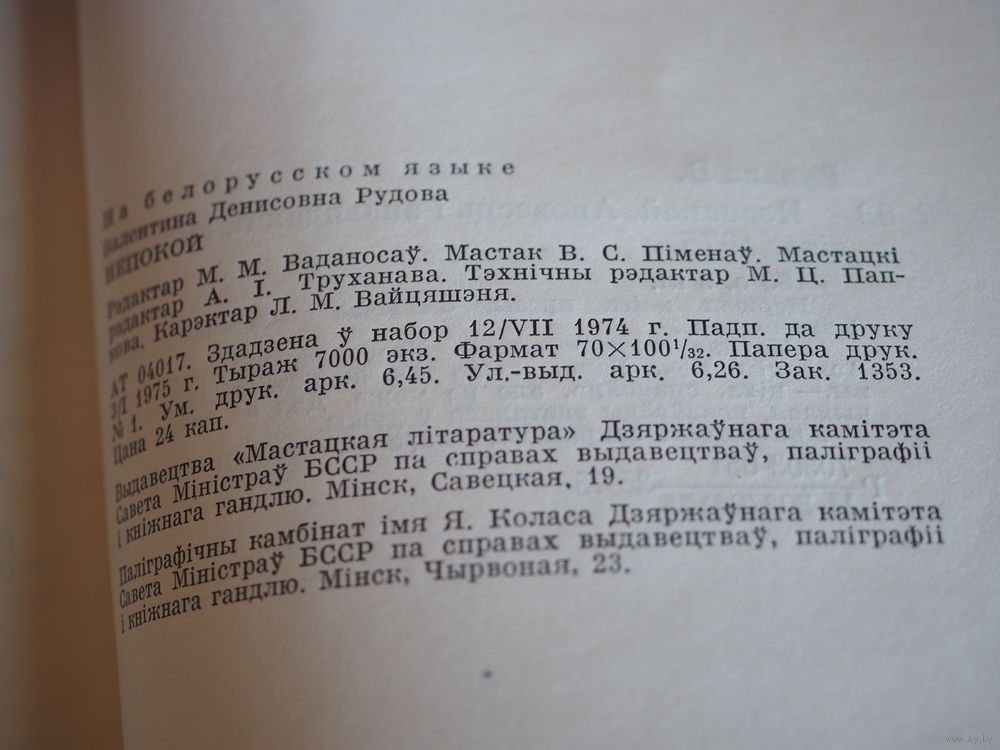 На белорусском языке
Валентина Денисовна Рудова
НЕПОКОЙ
Рэдактар М. М. Ваданосаў. Мастак В. С. Піменаў. Мастацкі
рэдактар А. І. Труханава. Тэхнічны рэдактар М. Ц. Пап-
кова. Карэктар Л. М. Вайцяшэня.
АТ 04017. Здадзена ў набор 12/VII 1974 г. Падп. да друку
3/I 1975 г. Тыраж 7000 экз. Фармат 70×100¹/₃₂. Папера друк.
№ 1. Ум. друк. арк. 6,45. Ул.-выд. арк. 6,26. Зак. 1353.
Цана 24 кап.
Выдавецтва «Мастацкая літаратура» Дзяржаўнага камітэта
Савета Міністраў БССР па справах выдавецтваў, паліграфіі
і кніжнага гандлю. Мінск, Савецкая, 19.
Паліграфічны камбінат імя Я. Коласа Дзяржаўнага камітэта
Савета Міністраў БССР па справах выдавецтваў, паліграфіі
і кніжнага гандлю. Мінск, Чырвоная, 23.
www.ay.by